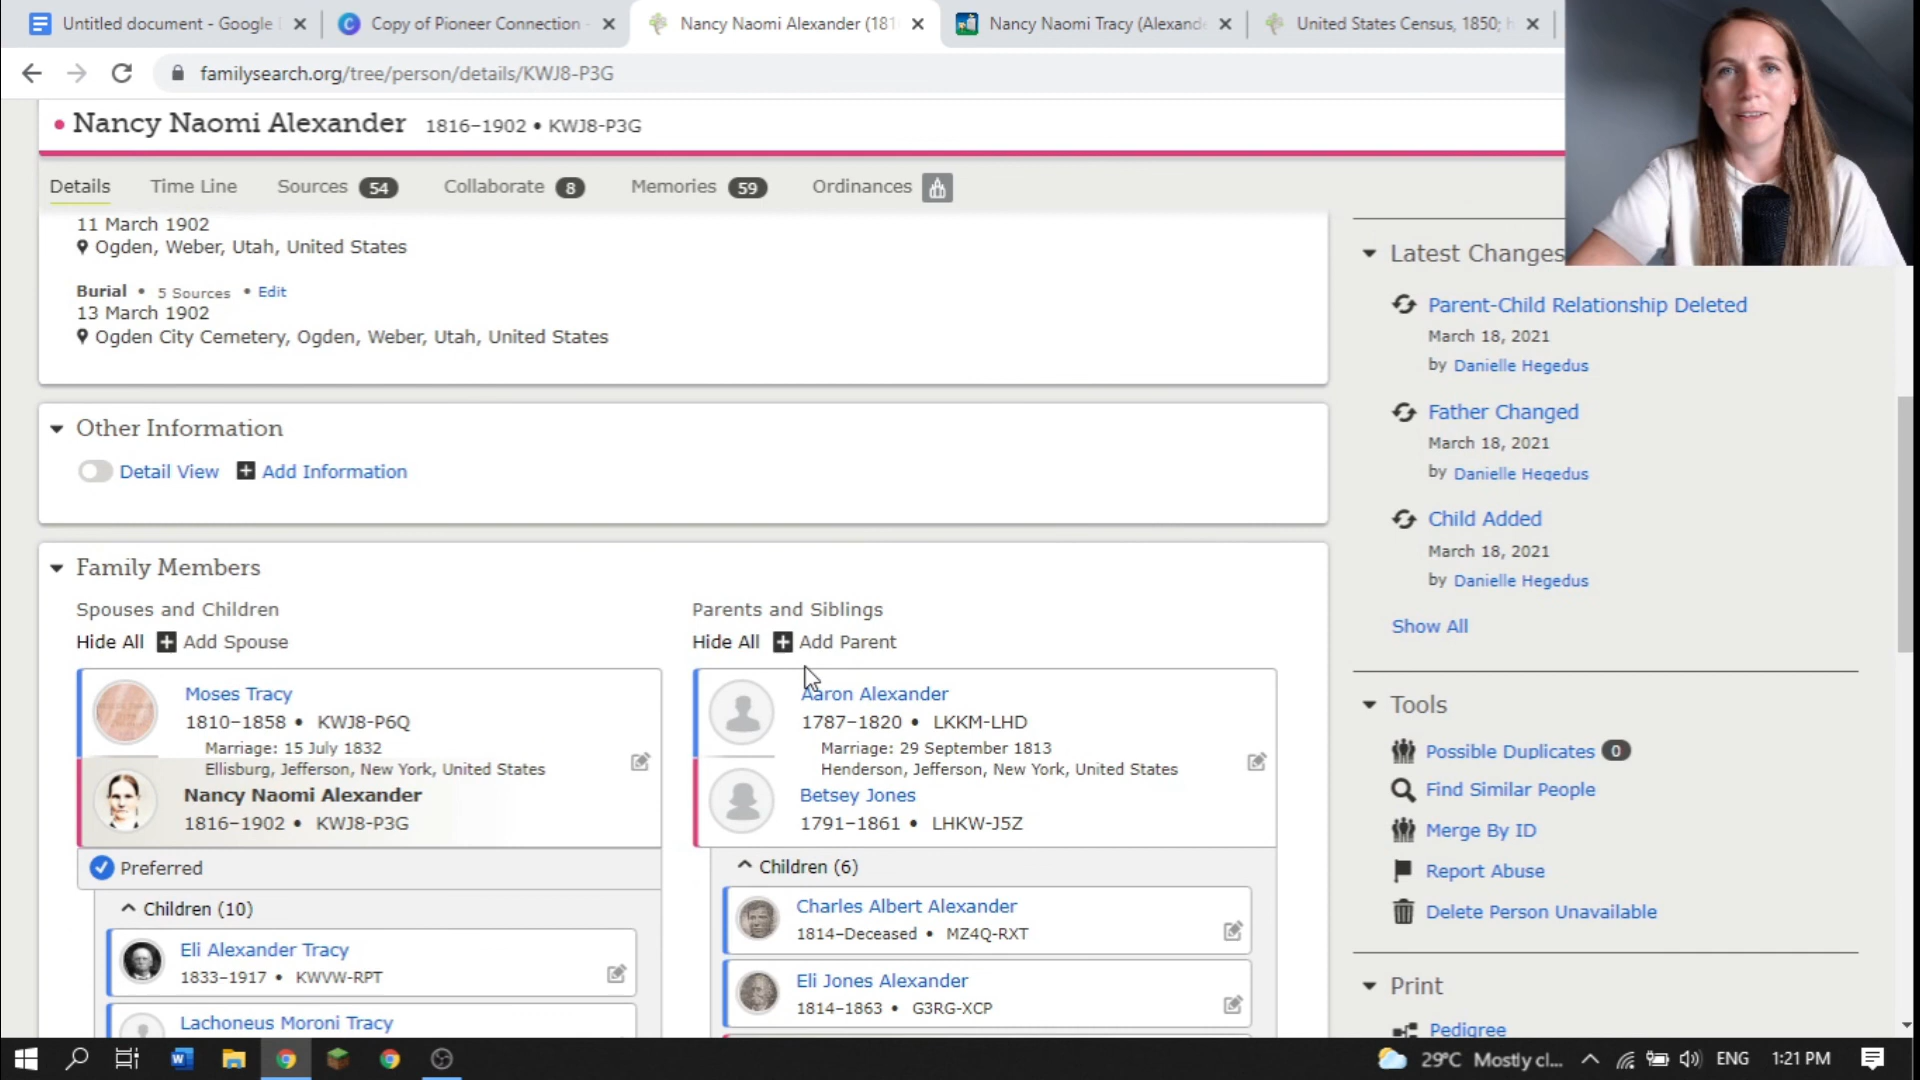 Untitled document - Google
Copy of Pioneer Connection -
Nancy Naomi Alexander (181
Nancy Naomi Tracy (Alexand
United States Census, 1850; h
familysearch.org/tree/person/details/KWJ8-P3G
Nancy Naomi Alexander 1816–1902 • KWJ8-P3G
Details
Time Line
Sources 54
Collaborate 8
Memories 59
Ordinances
11 March 1902
Ogden, Weber, Utah, United States
Burial • 5 Sources • Edit
13 March 1902
Ogden City Cemetery, Ogden, Weber, Utah, United States
Other Information
Detail View
Add Information
Family Members
Spouses and Children
Hide All Add Spouse
Moses Tracy
1810–1858 • KWJ8-P6Q
Marriage: 15 July 1832
Ellisburg, Jefferson, New York, United States
Nancy Naomi Alexander
1816–1902 • KWJ8-P3G
Preferred
Children (10)
Eli Alexander Tracy
1833–1917 • KWVW-RPT
Lachoneus Moroni Tracy
Parents and Siblings
Hide All Add Parent
Aaron Alexander
1787–1820 • LKKM-LHD
Marriage: 29 September 1813
Henderson, Jefferson, New York, United States
Betsey Jones
1791–1861 • LHKW-J5Z
Children (6)
Charles Albert Alexander
1814–Deceased • MZ4Q-RXT
Eli Jones Alexander
1814–1863 • G3RG-XCP
Latest Changes
Parent-Child Relationship Deleted
March 18, 2021
by Danielle Hegedus
Father Changed
March 18, 2021
by Danielle Hegedus
Child Added
March 18, 2021
by Danielle Hegedus
Show All
Tools
Possible Duplicates 0
Find Similar People
Merge By ID
Report Abuse
Delete Person Unavailable
Print
Pedigree
29°C Mostly cl...
ENG
1:21 PM